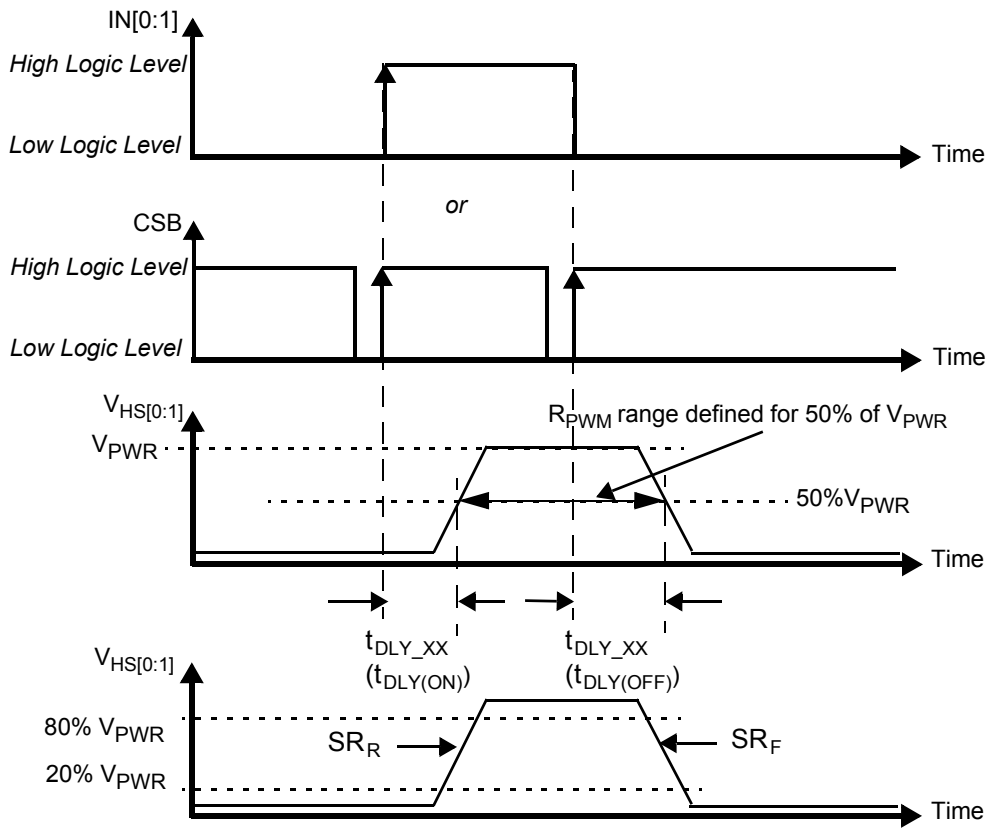 IN[0:1]
High Logic Level
Low Logic Level
Time
or
CSB
High Logic Level
Low Logic Level
Time
VHS[0:1]
RPWM range defined for 50% of VPWR
VPWR
50%VPWR
Time
tDLY_XX
(tDLY(ON))
tDLY_XX
(tDLY(OFF))
VHS[0:1]
80% VPWR
SRR
SRF
20% VPWR
Time